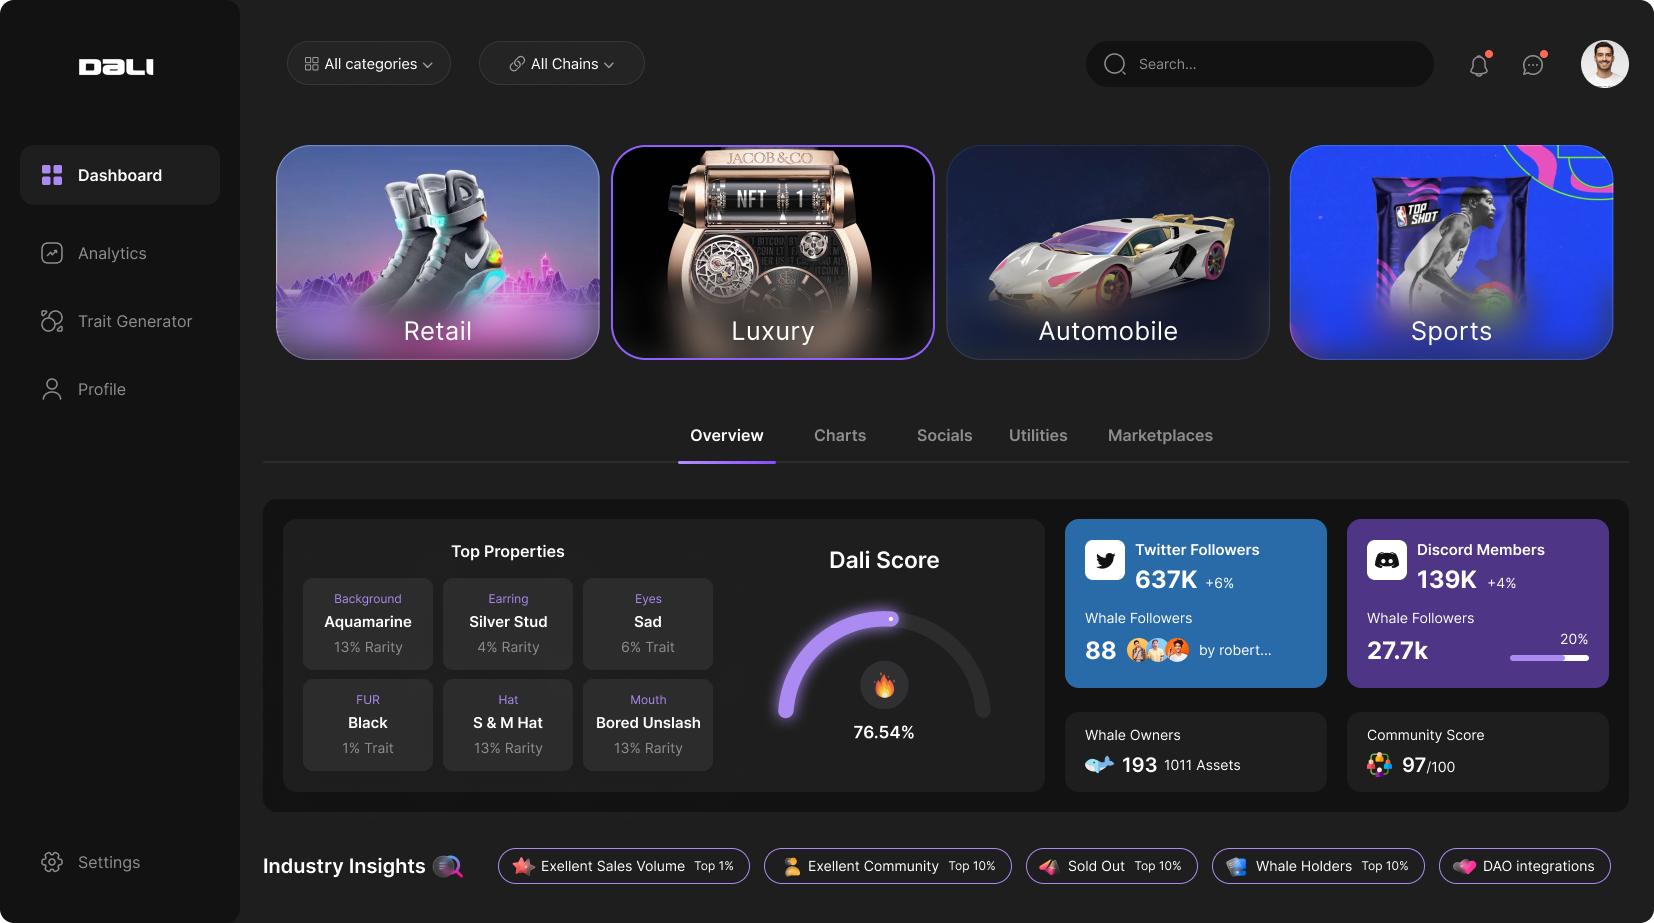 DALI
All categories
All Chains
Search...
Dashboard
Analytics
Trait Generator
Profile
Settings
JACOB & CO
NFT 1
TOP
SHOT
Retail
Luxury
Automobile
Sports
Overview
Charts
Socials
Utilities
Marketplaces
Top Properties
Background
Aquamarine
13% Rarity
Earring
Silver Stud
4% Rarity
Eyes
Sad
6% Trait
FUR
Black
1% Trait
Hat
S & M Hat
13% Rarity
Mouth
Bored Unslash
13% Rarity
Dali Score
76.54%
Twitter Followers
637K +6%
Whale Followers
88 by robert...
Discord Members
139K +4%
Whale Followers
20%
27.7k
Whale Owners
193 1011 Assets
Community Score
97/100
Industry Insights
Exellent Sales Volume Top 1%
Exellent Community Top 10%
Sold Out Top 10%
Whale Holders Top 10%
DAO integrations